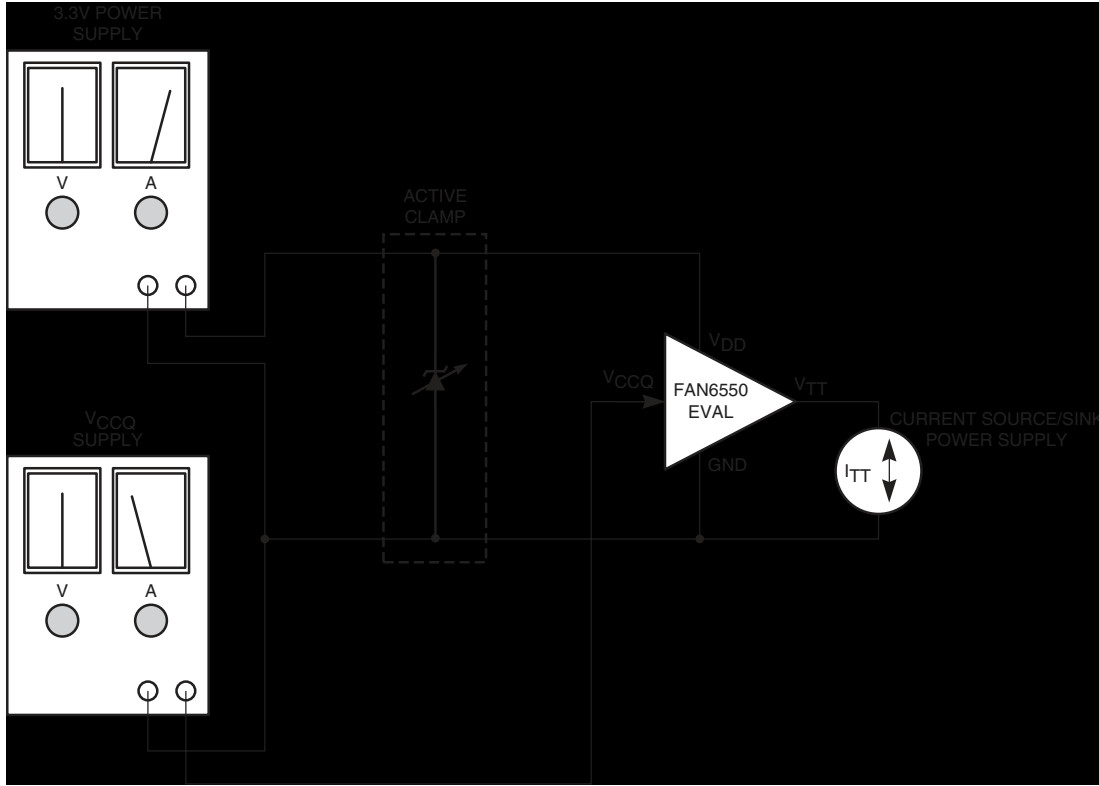 3.3V POWER
SUPPLY
V
A
ACTIVE
CLAMP
VDD
VCCQ
FAN6550
EVAL
VTT
GND
CURRENT SOURCE/SINK
POWER SUPPLY
ITT
VCCQ
SUPPLY
V
A